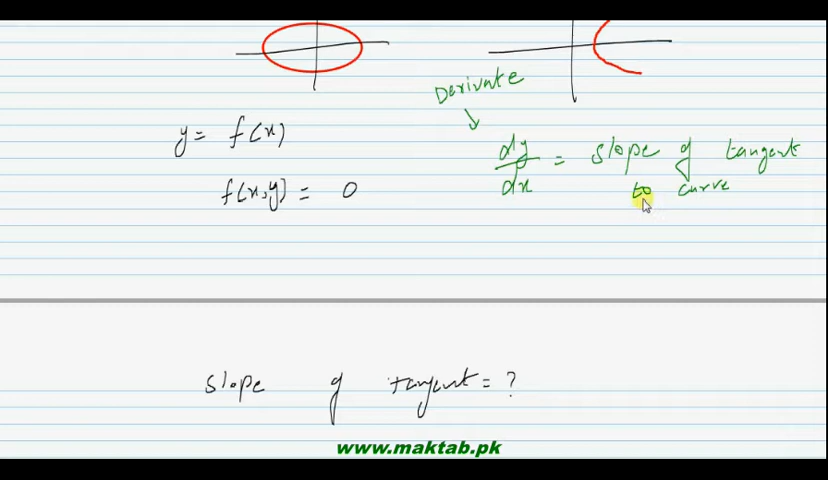 Derivate
y = f(x)
dy/dx = slope of tangent
to curve
f(x,y) = 0
slope of tangent = ?
www.maktab.pk